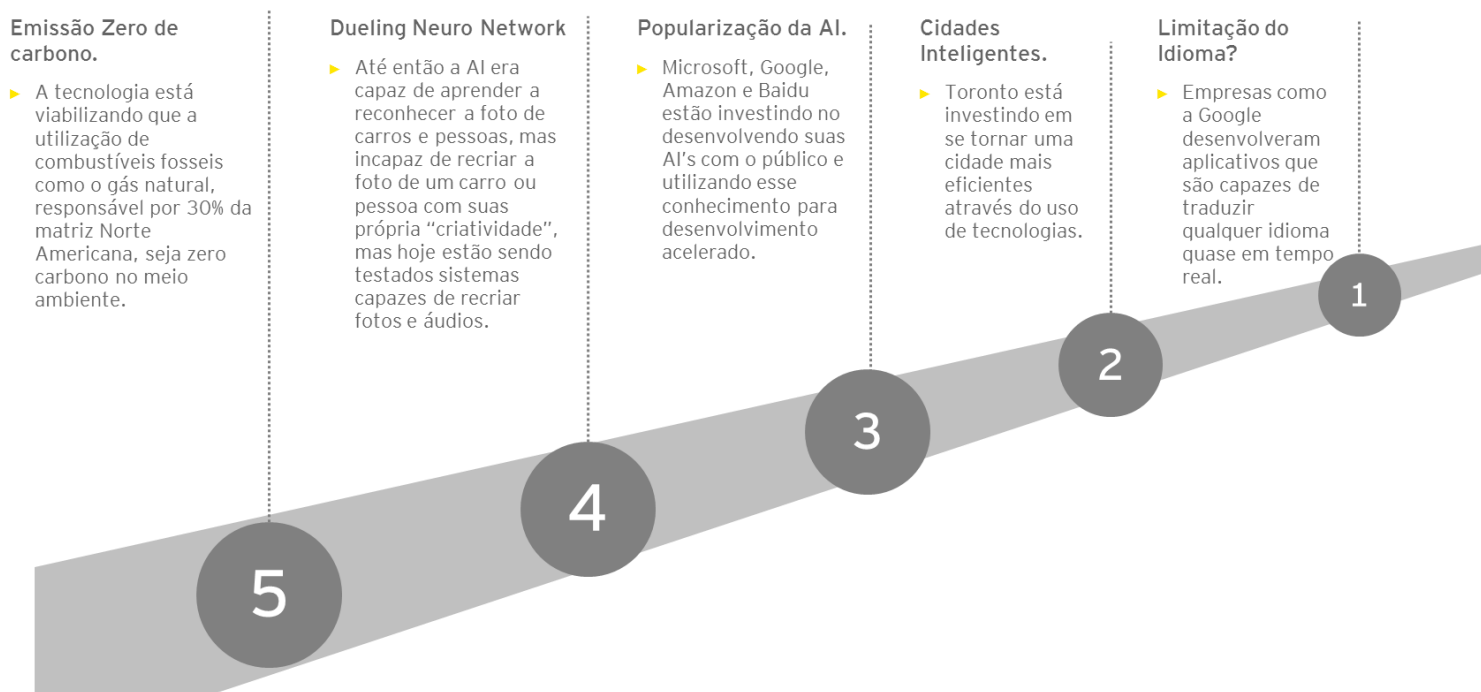 Emissão Zero de
carbono.
► A tecnologia está
viabilizando que a
utilização de
combustíveis fosseis
como o gás natural,
responsável por 30% da
matriz Norte
Americana, seja zero
carbono no meio
ambiente.
Dueling Neuro Network
► Até então a AI era
capaz de aprender a
reconhecer a foto de
carros e pessoas, mas
incapaz de recriar a
foto de um carro ou
pessoa com suas
própria “criatividade”,
mas hoje estão sendo
testados sistemas
capazes de recriar
fotos e áudios.
Popularização da AI.
► Microsoft, Google,
Amazon e Baidu
estão investindo no
desenvolvendo suas
AI's com o público e
utilizando esse
conhecimento para
desenvolvimento
acelerado.
Cidades
Inteligentes.
► Toronto está
investindo em
se tornar uma
cidade mais
eficientes
através do uso
de tecnologias.
Limitação do
Idioma?
► Empresas como
a Google
desenvolveram
aplicativos que
são capazes de
traduzir
qualquer idioma
quase em tempo
real.
5
4
3
2
1